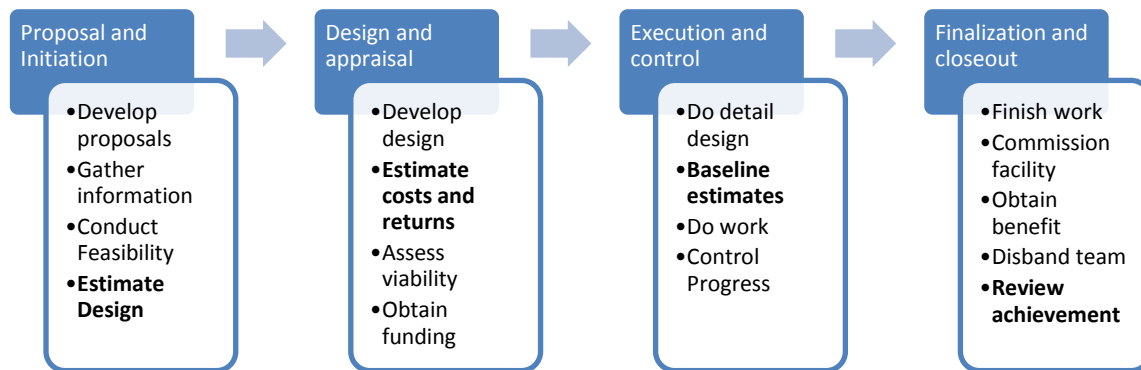 Proposal and
Initiation
•Develop
proposals
•Gather
information
•Conduct
Feasibility
•Estimate
Design
Design and
appraisal
•Develop
design
•Estimate
costs and
returns
•Assess
viability
•Obtain
funding
Execution and
control
•Do detail
design
•Baseline
estimates
•Do work
•Control
Progress
Finalization and
closeout
•Finish work
•Commission
facility
•Obtain
benefit
•Disband team
•Review
achievement